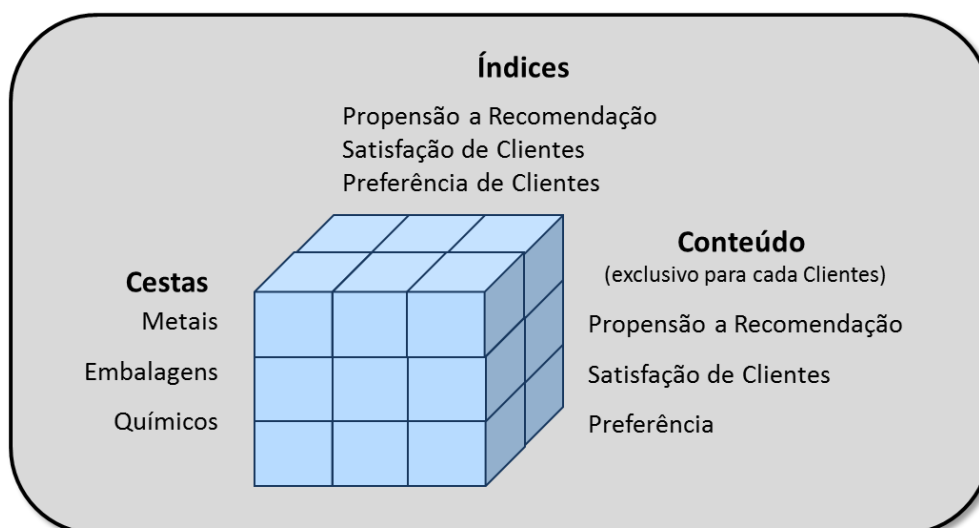 Índices
Propensão a Recomendação
Satisfação de Clientes
Preferência de Clientes
Cestas
Metais
Embalagens
Químicos
Conteúdo
(exclusivo para cada Clientes)
Propensão a Recomendação
Satisfação de Clientes
Preferência